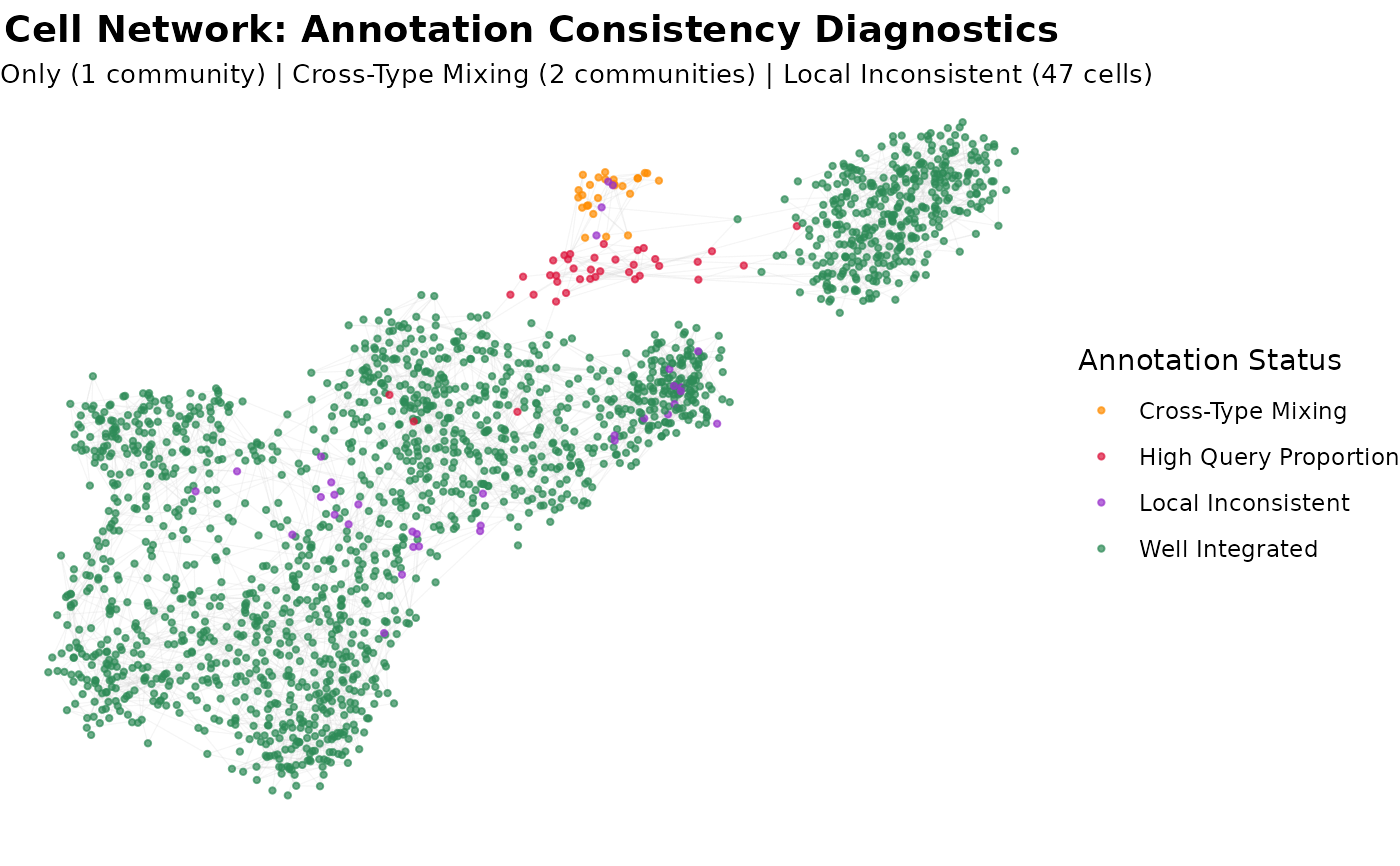 Cell Network: Annotation Consistency Diagnostics
Only (1 community) | Cross-Type Mixing (2 communities) | Local Inconsistent (47 cells)
Annotation Status
Cross-Type Mixing
High Query Proportion
Local Inconsistent
Well Integrated